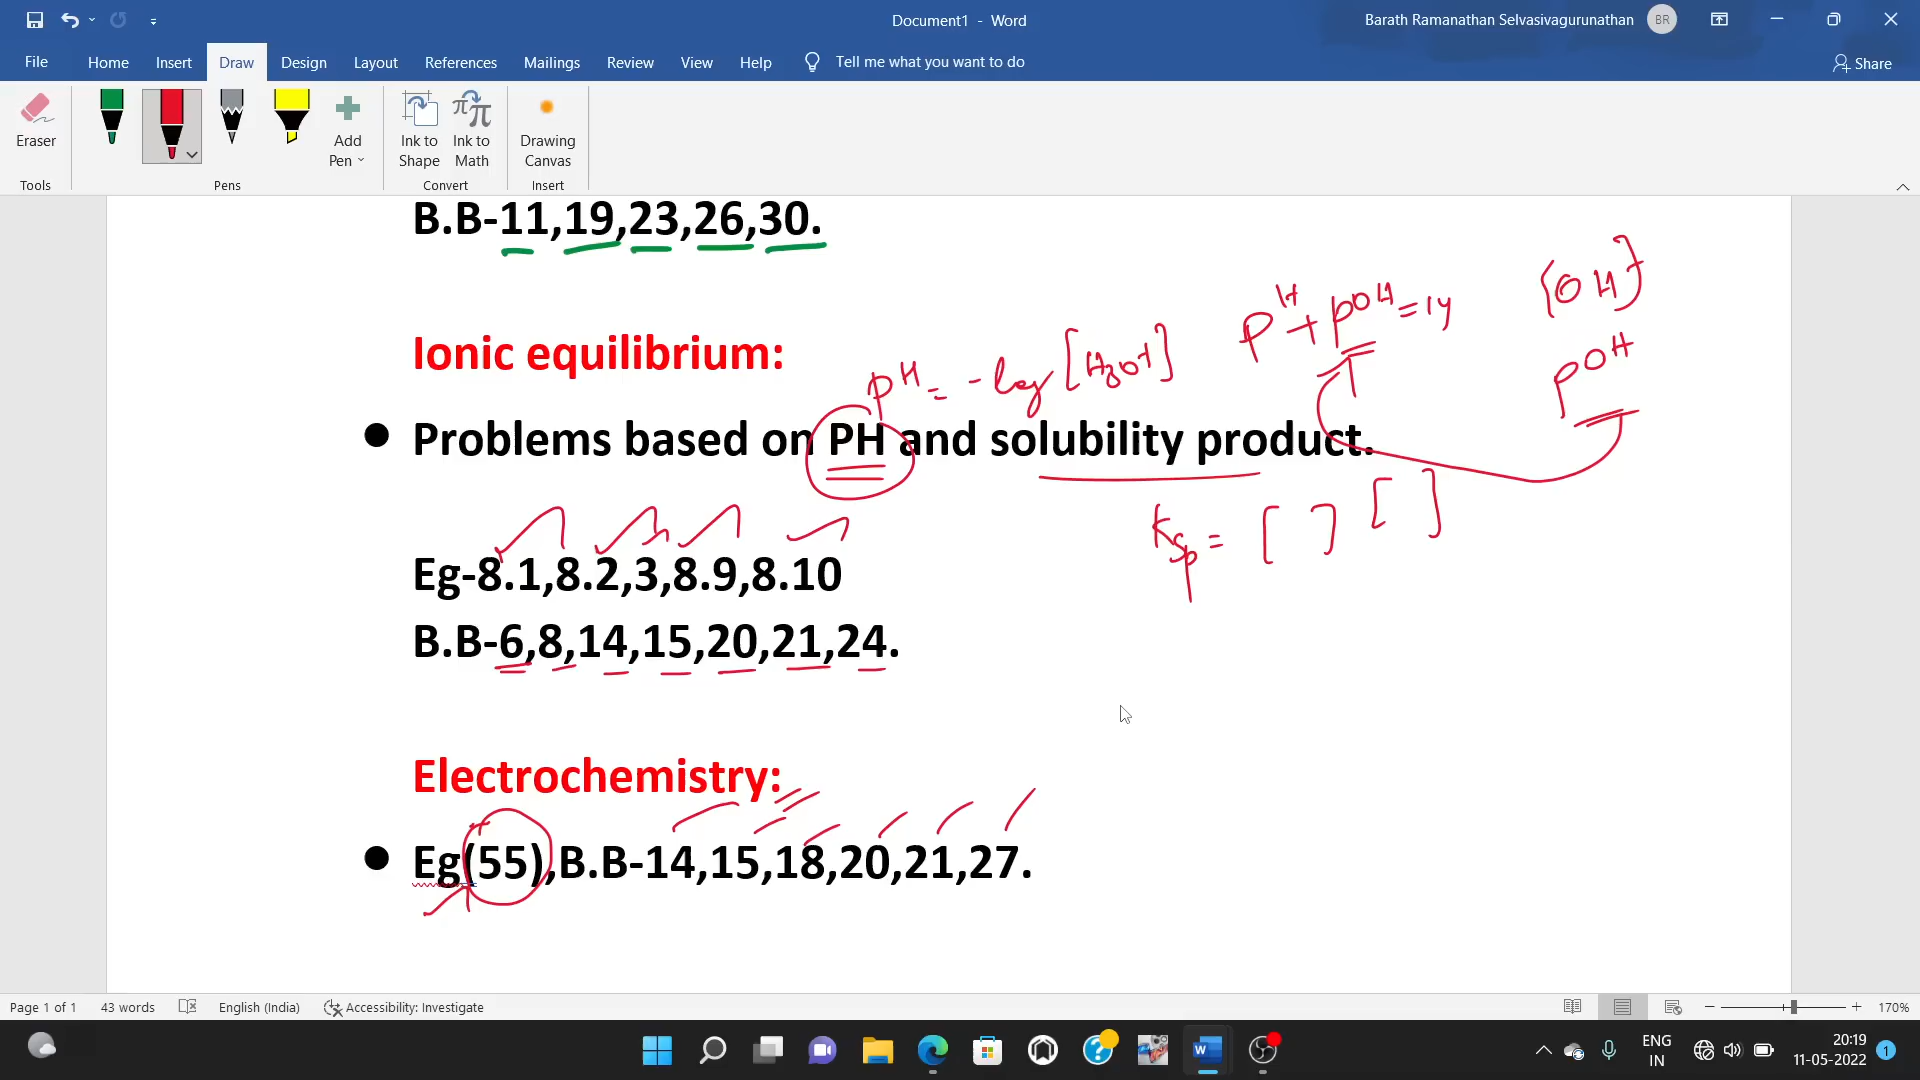 Document1 - Word
Barath Ramanathan Selvasivagurunathan
BR
File Home Insert Draw Design Layout References Mailings Review View Help Tell me what you want to do
Share
Eraser
Add Pen
Ink to Shape
Ink to Math
Drawing Canvas
Tools Pens Convert Insert
B.B-11,19,23,26,30.
Ionic equilibrium:
pH = -log [H3O+]
pH + pOH = 14
[OH]
pOH
Problems based on PH and solubility product.
Ksp = [ ] [ ]
Eg-8.1,8.2,3,8.9,8.10
B.B-6,8,14,15,20,21,24.
Electrochemistry:
Eg(55),B.B-14,15,18,20,21,27.
Page 1 of 1 43 words English (India) Accessibility: Investigate
170%
ENG IN
20:19
11-05-2022
1